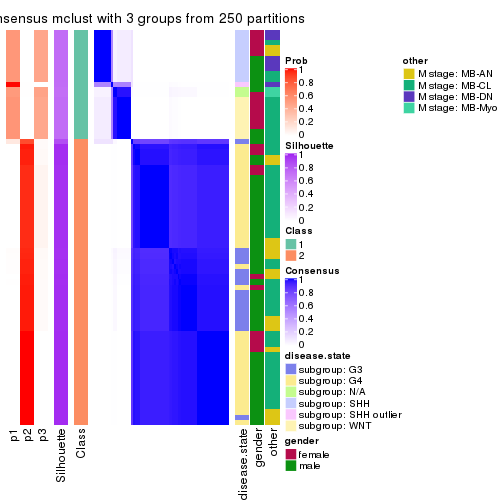 nsensus mclust with 3 groups from 250 partitions
Prob
1
0.8
0.6
0.4
0.2
0
Silhouette
1
0.8
0.6
0.4
0.2
0
Class
1
2
Consensus
1
0.8
0.6
0.4
0.2
0
disease.state
subgroup: G3
subgroup: G4
subgroup: N/A
subgroup: SHH
subgroup: SHH outlier
subgroup: WNT
gender
female
male
other
M stage: MB-AN
M stage: MB-CL
M stage: MB-DN
M stage: MB-Myo
p1
p2
p3
Silhouette
Class
disease.state
gender
other